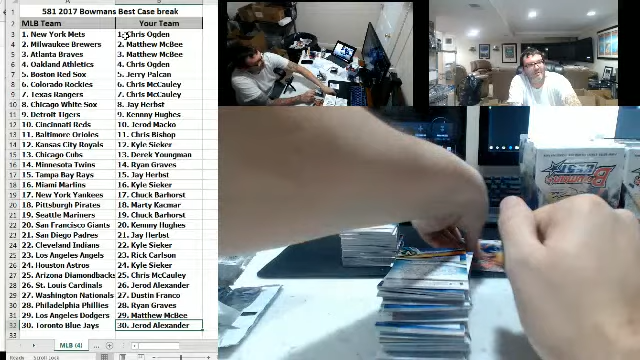 581 2017 Bowmans Best Case break
MLB Team Your Team
1. New York Mets 1. Chris Ogden
2. Milwaukee Brewers 2. Matthew McBee
3. Atlanta Braves 3. Matthew McBee
4. Oakland Athletics 4. Chris Ogden
5. Boston Red Sox 5. Jerry Palcan
6. Colorado Rockies 6. Chris McCauley
7. Texas Rangers 7. Chris McCauley
8. Chicago White Sox 8. Jay Herbst
9. Detroit Tigers 9. Kennny Hughes
10. Cincinnati Reds 10. Jerod Macko
11. Baltimore Orioles 11. Chris Bishop
12. Kansas City Royals 12. Kyle Sieker
13. Chicago Cubs 13. Derek Youngman
14. Minnesota Twins 14. Ryan Graves
15. Tampa Bay Rays 15. Jay Herbst
16. Miami Marlins 16. Kyle Sieker
17. New York Yankees 17. Chuck Barhorst
18. Pittsburgh Pirates 18. Marty Kacmar
19. Seattle Mariners 19. Chuck Barhorst
20. San Francisco Giants 20. Kennny Hughes
21. San Diego Padres 21. Jay Herbst
22. Cleveland Indians 22. Kyle Sieker
23. Los Angeles Angels 23. Rick Carlson
24. Houston Astros 24. Kyle Sieker
25. Arizona Diamondbacks 25. Chris McCauley
26. St. Louis Cardinals 26. Jerod Alexander
27. Washington Nationals 27. Dustin Franco
28. Philadelphia Phillies 28. Ryan Graves
29. Los Angeles Dodgers 29. Matthew McBee
30. Toronto Blue Jays 30. Jerod Alexander
MLB (4)
Ready Scroll Lock